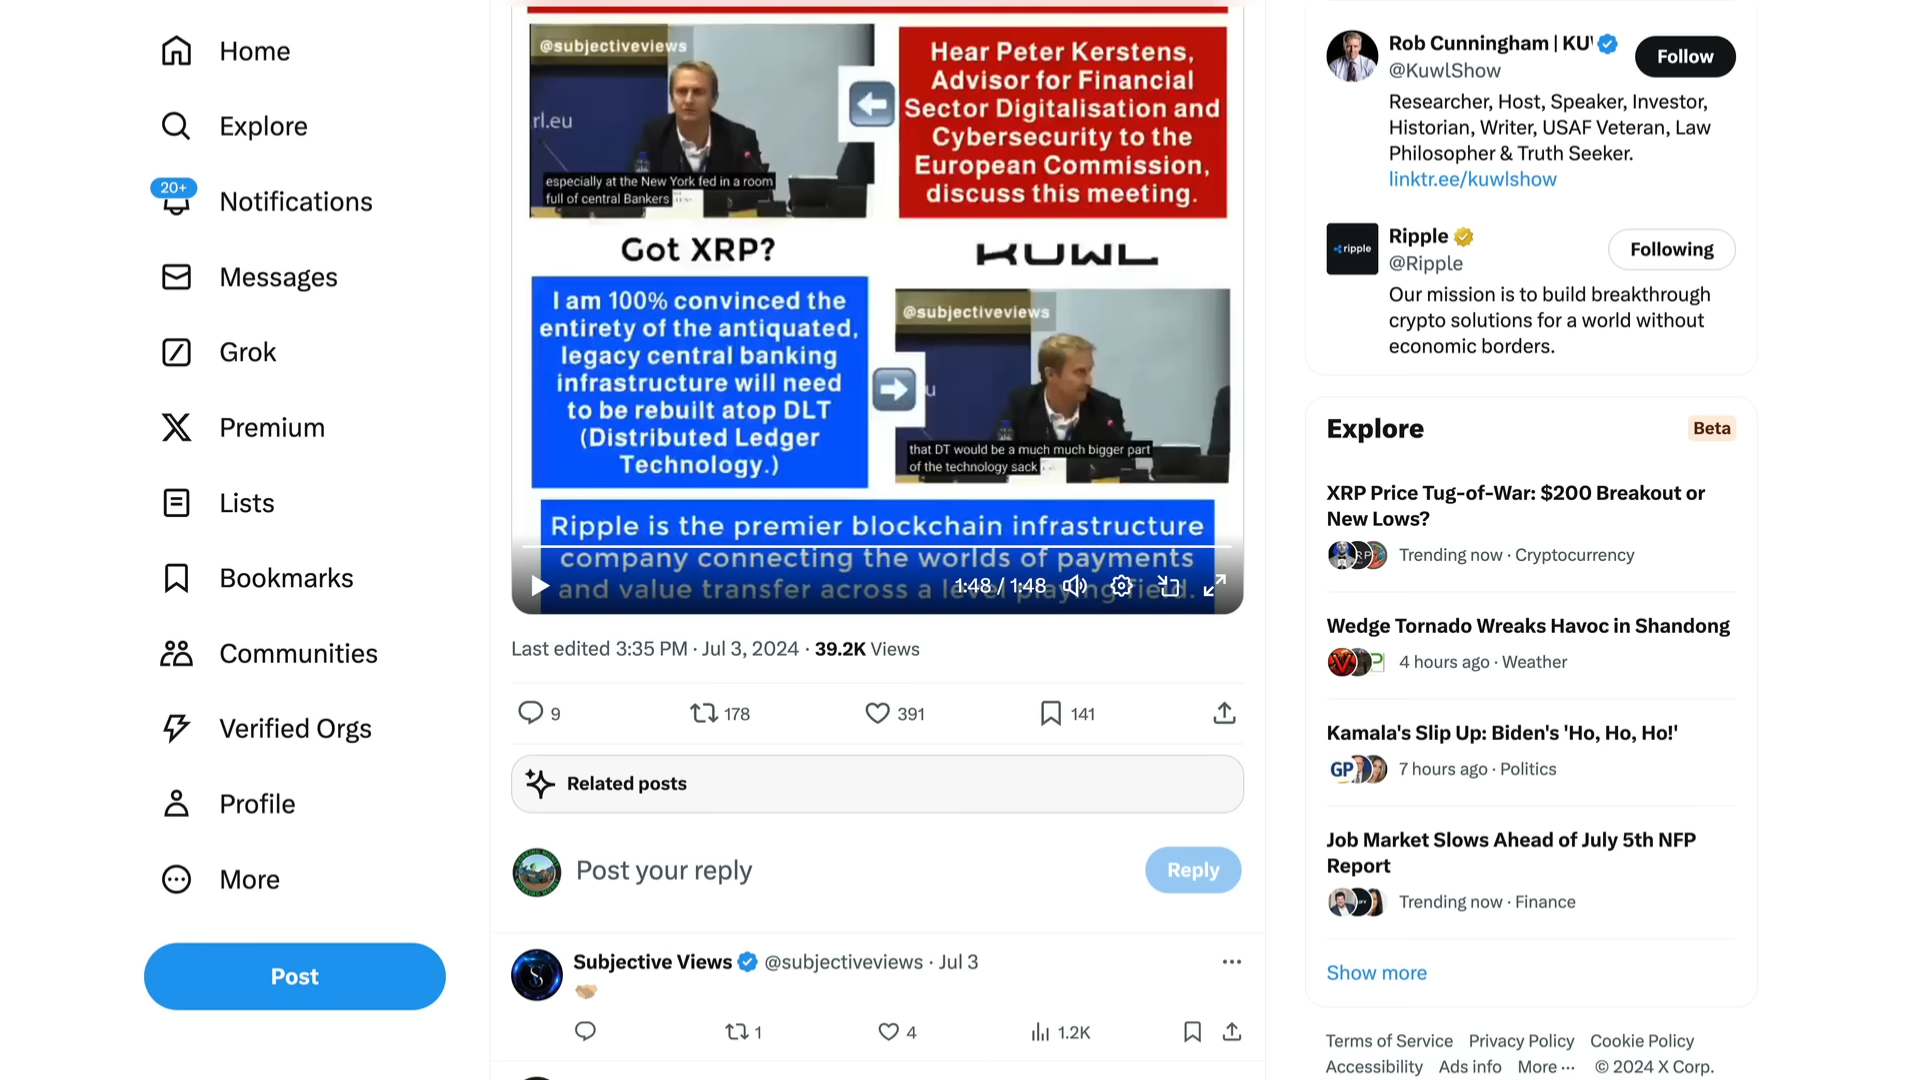 Home
Explore
20+
Notifications
Messages
Grok
Premium
Lists
Bookmarks
Communities
Verified Orgs
Profile
More
Post
@subjectiveviews
rl.eu
especially at the New York fed in a room
full of central Bankers
Hear Peter Kerstens,
Advisor for Financial
Sector Digitalisation and
Cybersecurity to the
European Commission,
discuss this meeting.
Got XRP?
KUWL
I am 100% convinced the
entirety of the antiquated,
legacy central banking
infrastructure will need
to be rebuilt atop DLT
(Distributed Ledger
Technology.)
@subjectiveviews
u
that DT would be a much much bigger part
of the technology sack
Ripple is the premier blockchain infrastructure
company connecting the worlds of payments
and value transfer across a level playing field.
1:48 / 1:48
Last edited 3:35 PM · Jul 3, 2024 · 39.2K Views
9 178 391 141
Related posts
Post your reply
Reply
Subjective Views @subjectiveviews · Jul 3
1 4 1.2K
Rob Cunningham | KU
@KuwlShow
Follow
Researcher, Host, Speaker, Investor,
Historian, Writer, USAF Veteran, Law
Philosopher & Truth Seeker.
linktr.ee/kuwlshow
ripple
Ripple
@Ripple
Following
Our mission is to build breakthrough
crypto solutions for a world without
economic borders.
Explore
Beta
XRP Price Tug-of-War: $200 Breakout or
New Lows?
Trending now · Cryptocurrency
Wedge Tornado Wreaks Havoc in Shandong
4 hours ago · Weather
Kamala's Slip Up: Biden's 'Ho, Ho, Ho!'
GP
7 hours ago · Politics
Job Market Slows Ahead of July 5th NFP
Report
Trending now · Finance
Show more
Terms of Service Privacy Policy Cookie Policy
Accessibility Ads info More ··· © 2024 X Corp.